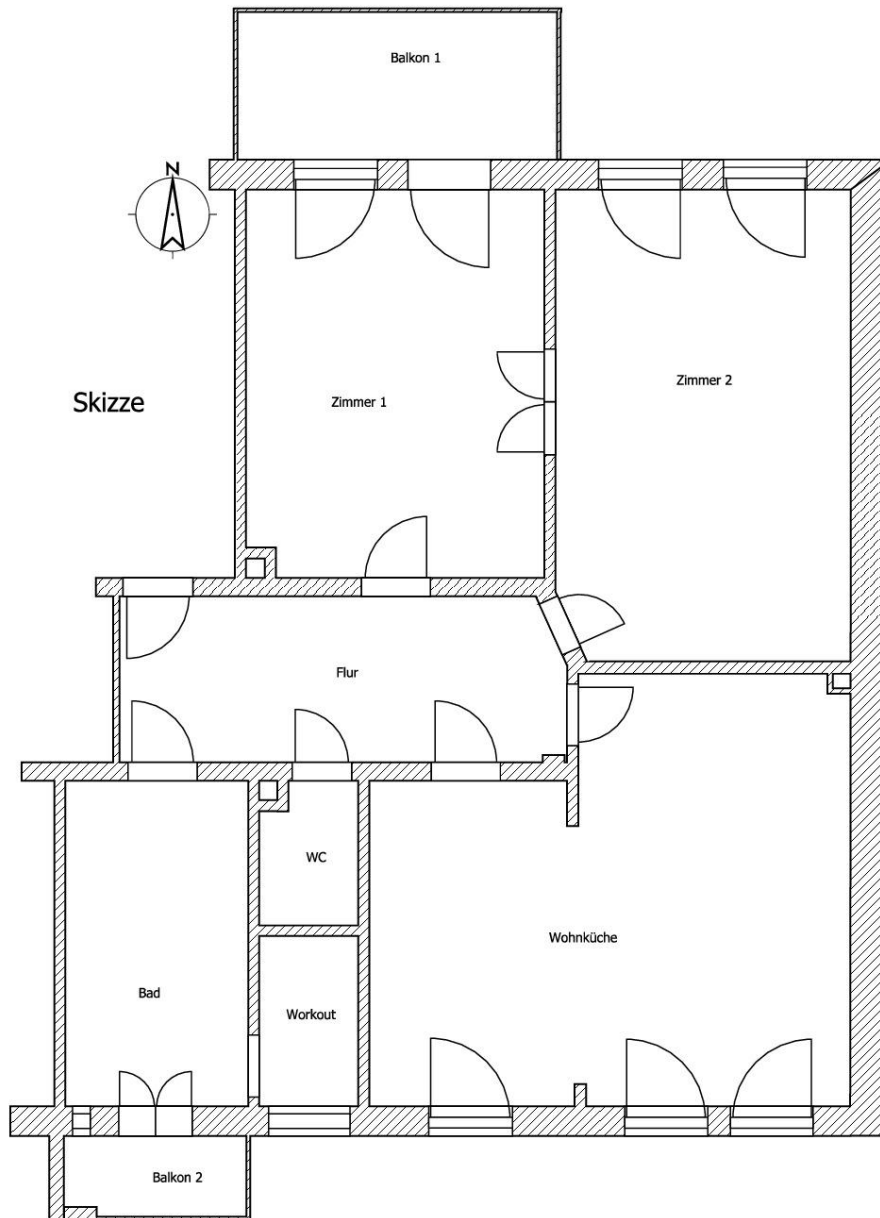 Balkon 1
N
Skizze
Zimmer 1
Zimmer 2
Flur
WC
Wohnküche
Bad
Workout
Balkon 2